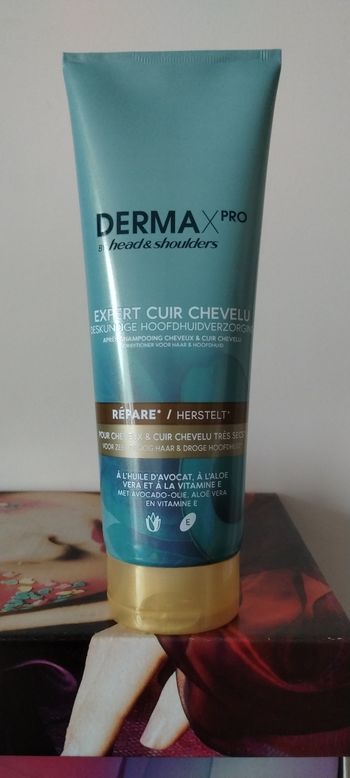 DERMAXPRO
BY head&shoulders
EXPERT CUIR CHEVELU
DESKUNDIGE HOOFDHUIDVERZORGING
APRÈS-SHAMPOOING CHEVEUX & CUIR CHEVELU
CONDITIONER VOOR HAAR & HOOFDHUID
RÉPARE* / HERSTELT*
POUR CHEVEUX & CUIR CHEVELU TRÈS SECS
VOOR ZEER DROOG HAAR & DROGE HOOFDHUID
À L'HUILE D'AVOCAT, À L'ALOE
VERA ET À LA VITAMINE E
MET AVOCADO-OLIE, ALOË VERA
EN VITAMINE E
E